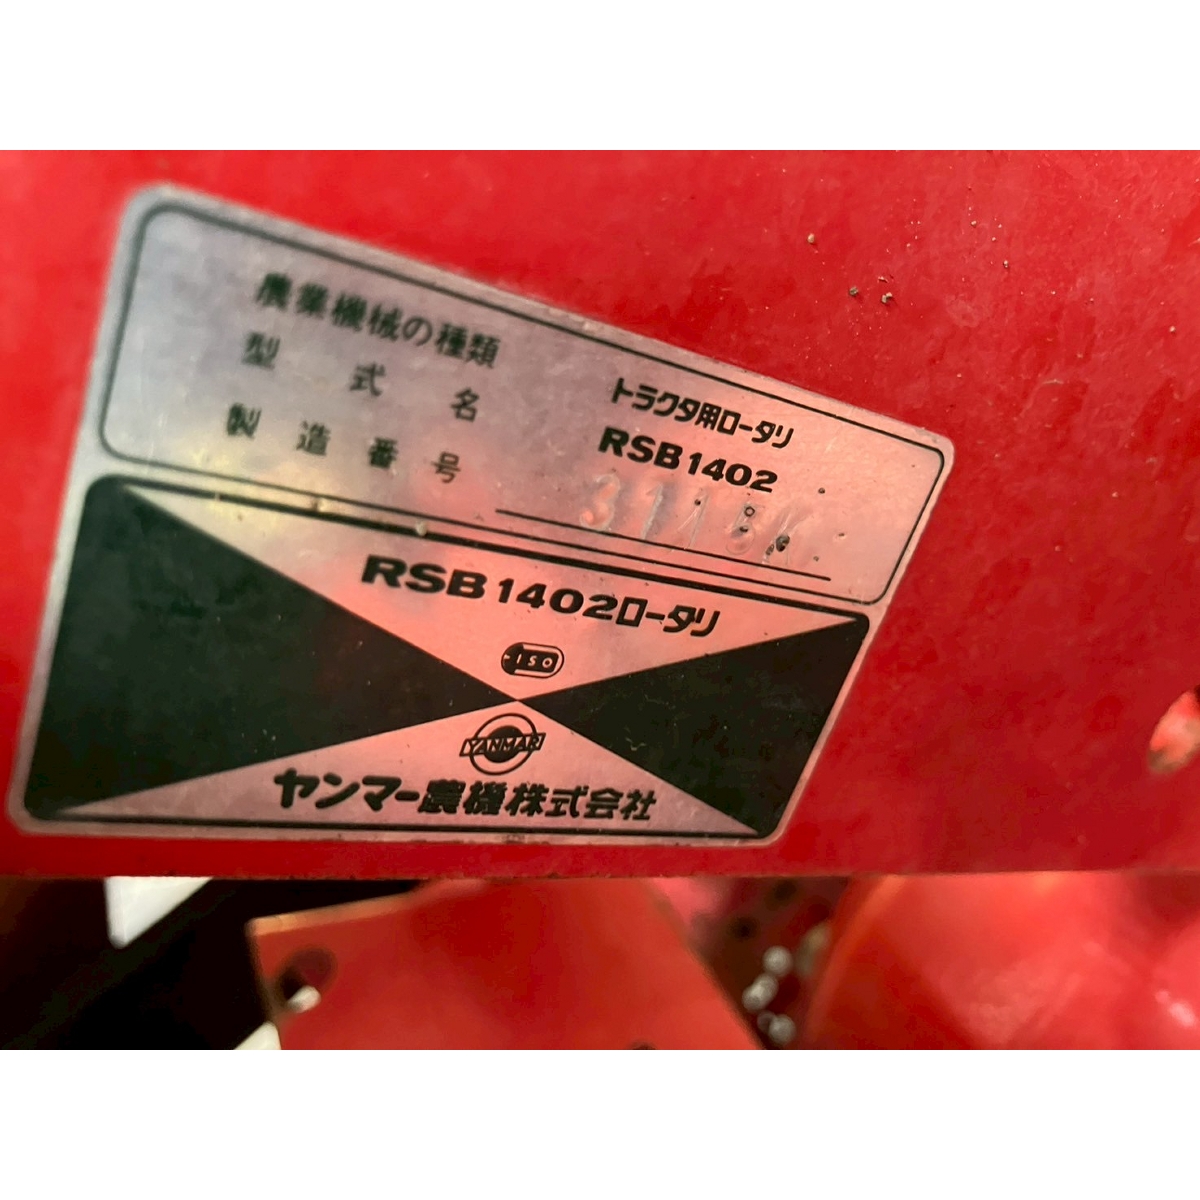 農業機械の種類 トラクタ用ロータリ
型式名 RSB1402
製造番号
RSB1402ロータリ
ISO
YANMAR
ヤンマー農機株式会社